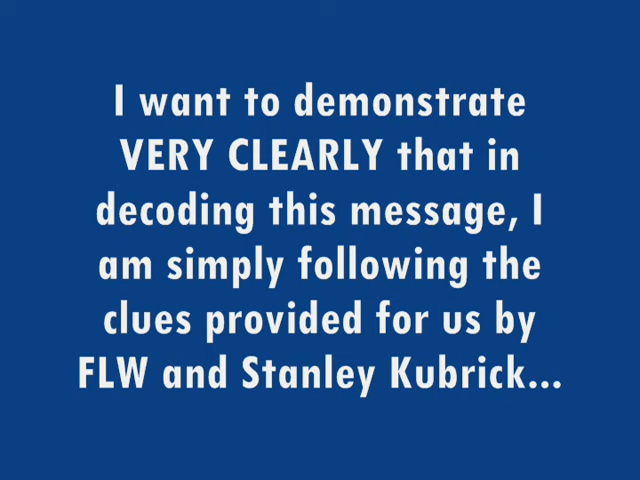 I want to demonstrate
VERY CLEARLY that in
decoding this message, I
am simply following the
clues provided for us by
FLW and Stanley Kubrick...